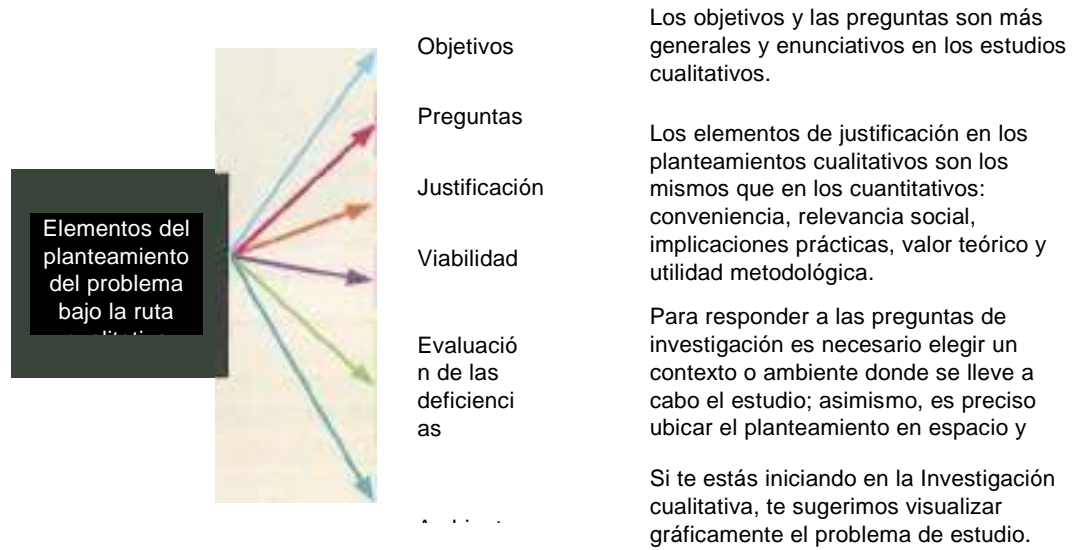 Elementos del
planteamiento
del problema
bajo la ruta
Objetivos
Preguntas
Justificación
Viabilidad
Evaluació
n de las
deficienci
as
Los objetivos y las preguntas son más
generales y enunciativos en los estudios
cualitativos.
Los elementos de justificación en los
planteamientos cualitativos son los
mismos que en los cuantitativos:
conveniencia, relevancia social,
implicaciones prácticas, valor teórico y
utilidad metodológica.
Para responder a las preguntas de
investigación es necesario elegir un
contexto o ambiente donde se lleve a
cabo el estudio; asimismo, es preciso
ubicar el planteamiento en espacio y
Si te estás iniciando en la Investigación
cualitativa, te sugerimos visualizar
gráficamente el problema de estudio.